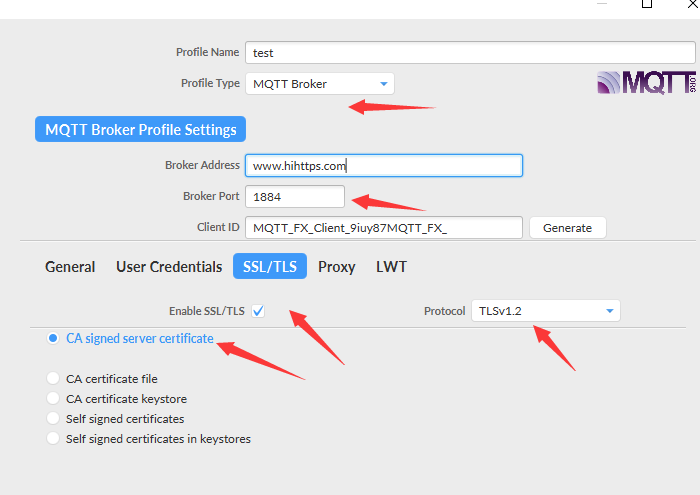 Profile Name test
Profile Type MQTT Broker
MQTT.ORG
MQTT Broker Profile Settings
Broker Address www.hihttps.com
Broker Port 1884
Client ID MQTT_FX_Client_9iuy87MQTT_FX_ Generate
General User Credentials SSL/TLS Proxy LWT
Enable SSL/TLS Protocol TLSv1.2
CA signed server certificate
CA certificate file
CA certificate keystore
Self signed certificates
Self signed certificates in keystores